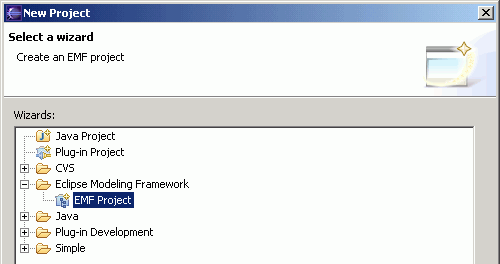 New Project
Select a wizard
Create an EMF project
Wizards:
Java Project
Plug-in Project
CVS
Eclipse Modeling Framework
EMF Project
Java
Plug-in Development
Simple